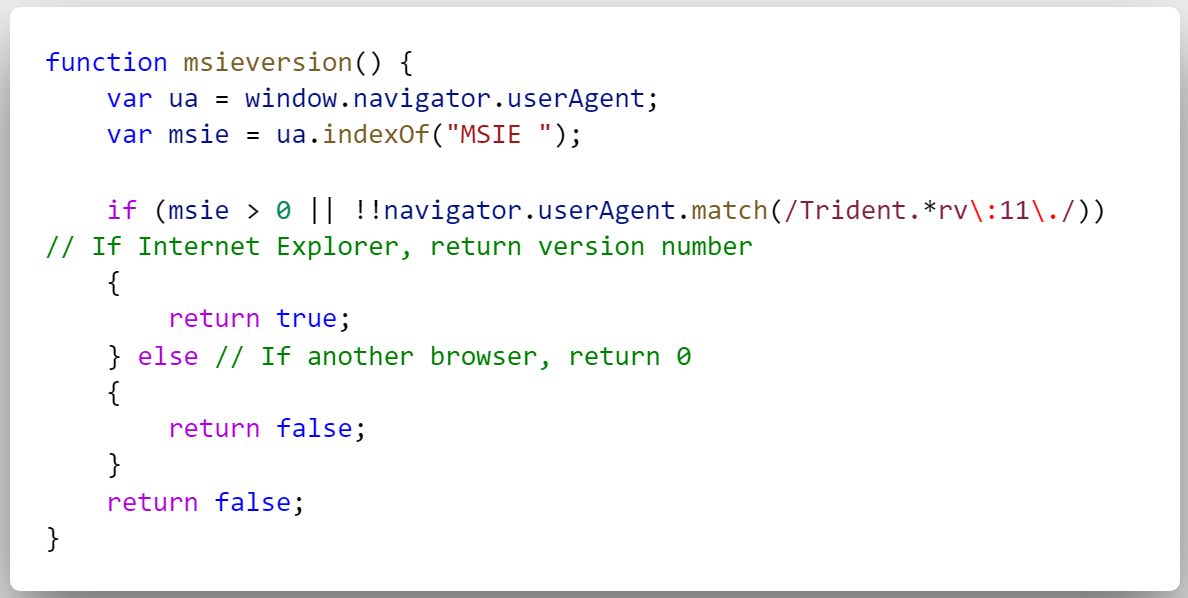 function msieversion() {
    var ua = window.navigator.userAgent;
    var msie = ua.indexOf("MSIE ");

    if (msie > 0 || !!navigator.userAgent.match(/Trident.*rv\:11\./))
// If Internet Explorer, return version number
    {
        return true;
    } else // If another browser, return 0
    {
        return false;
    }
    return false;
}